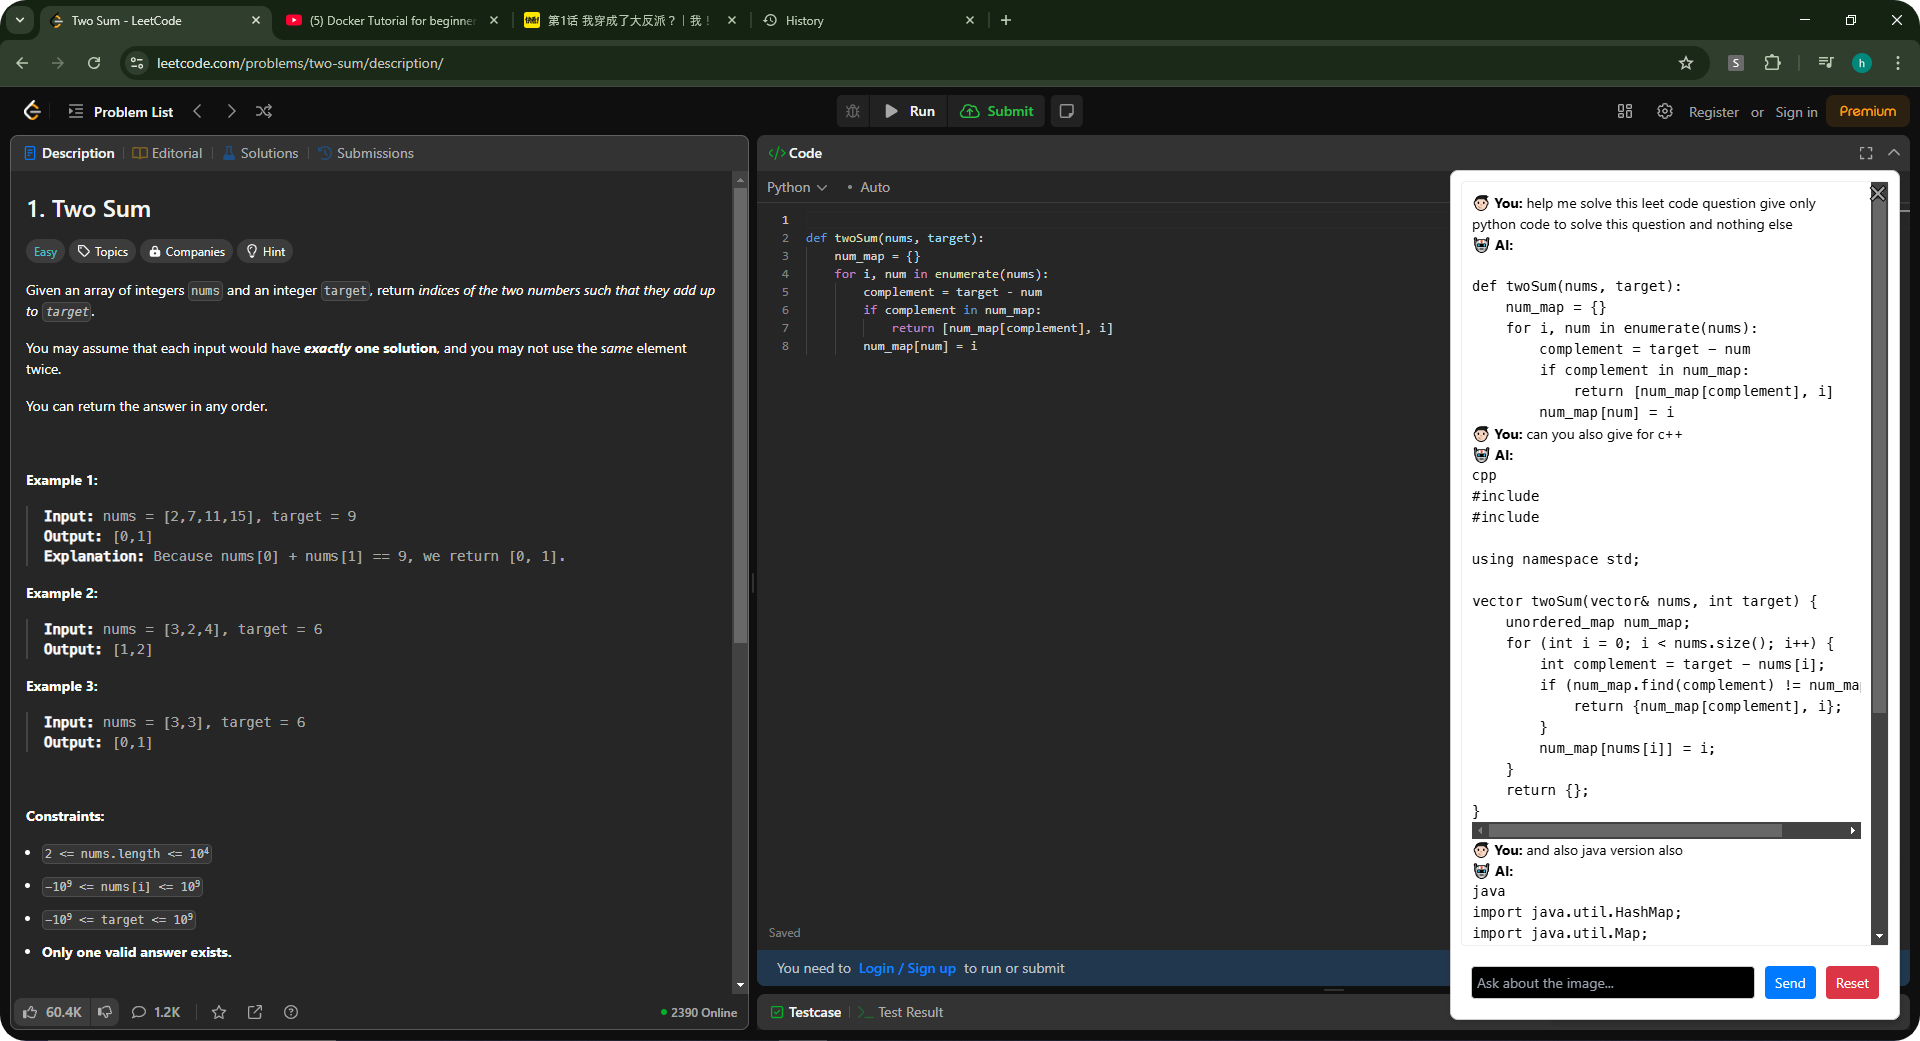 Two Sum - LeetCode
(5) Docker Tutorial for beginner
第1话 我穿成了大反派？ | 我！
History
leetcode.com/problems/two-sum/description/
S
h
Problem List
Run
Submit
Register or Sign in
Premium
Description
Editorial
Solutions
Submissions
1. Two Sum
Easy
Topics
Companies
Hint
Given an array of integers nums and an integer target, return indices of the two numbers such that they add up
to target.
You may assume that each input would have exactly one solution, and you may not use the same element
twice.
You can return the answer in any order.
Example 1:
Input: nums = [2,7,11,15], target = 9
Output: [0,1]
Explanation: Because nums[0] + nums[1] == 9, we return [0, 1].
Example 2:
Input: nums = [3,2,4], target = 6
Output: [1,2]
Example 3:
Input: nums = [3,3], target = 6
Output: [0,1]
Constraints:
2 <= nums.length <= 10⁴
-10⁹ <= nums[i] <= 10⁹
-10⁹ <= target <= 10⁹
Only one valid answer exists.
60.4K
1.2K
2390 Online
</> Code
Python
• Auto
1
2 def twoSum(nums, target):
3 num_map = {}
4 for i, num in enumerate(nums):
5 complement = target - num
6 if complement in num_map:
7 return [num_map[complement], i]
8 num_map[num] = i
Saved
You need to Login / Sign up to run or submit
Testcase
Test Result
You: help me solve this leet code question give only
python code to solve this question and nothing else
AI:
def twoSum(nums, target):
num_map = {}
for i, num in enumerate(nums):
complement = target - num
if complement in num_map:
return [num_map[complement], i]
num_map[num] = i
You: can you also give for c++
AI:
cpp
#include
#include
using namespace std;
vector twoSum(vector& nums, int target) {
unordered_map num_map;
for (int i = 0; i < nums.size(); i++) {
int complement = target - nums[i];
if (num_map.find(complement) != num_ma
return {num_map[complement], i};
}
num_map[nums[i]] = i;
}
return {};
}
You: and also java version also
AI:
java
import java.util.HashMap;
import java.util.Map;
Ask about the image...
Send
Reset